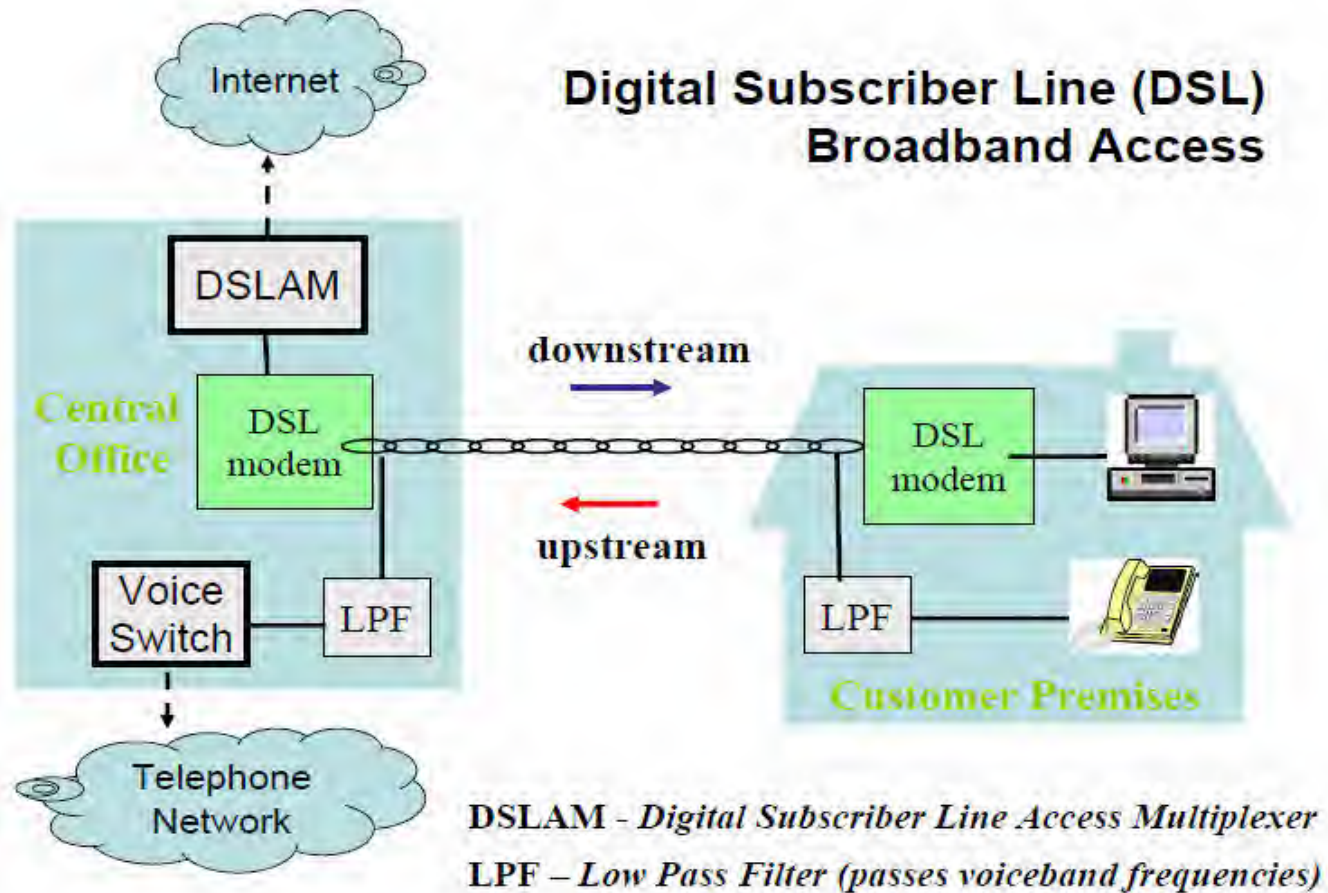 Internet
Digital Subscriber Line (DSL)
Broadband Access
DSLAM
downstream
Central
Office
DSL
modem
DSL
modem
upstream
Voice
Switch
LPF
LPF
Customer Premises
Telephone
Network
DSLAM - Digital Subscriber Line Access Multiplexer
LPF – Low Pass Filter (passes voiceband frequencies)